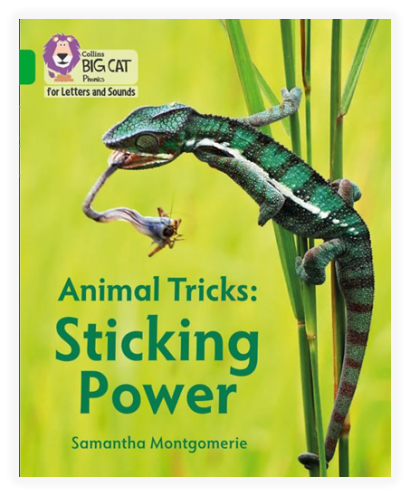 Collins
BIG CAT
Phonics
for Letters and Sounds
Animal Tricks:
Sticking
Power
Samantha Montgomerie